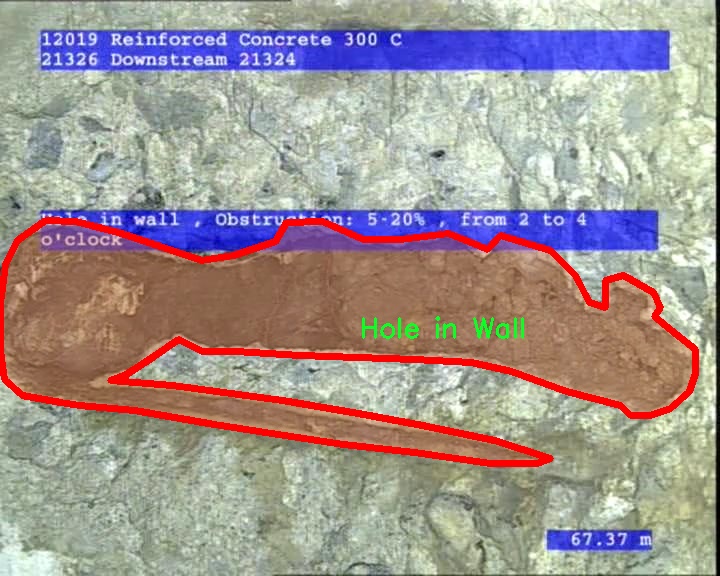 12019 Reinforced Concrete 300 C
21326 Downstream 21324
Hole in wall , Obstruction: 5-20% , from 2 to 4
o'clock
Hole in Wall
67.37 m